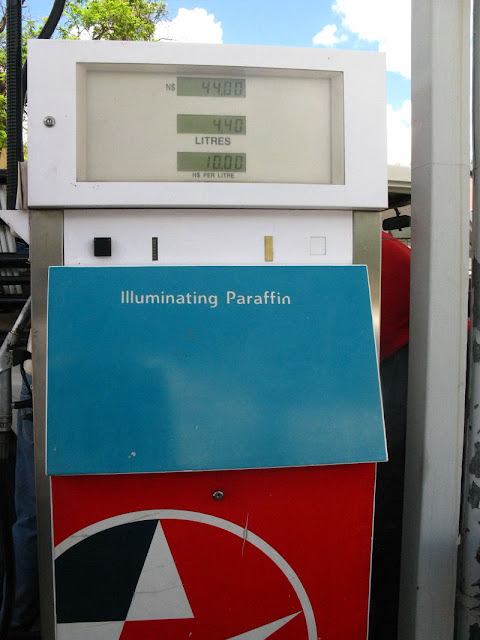 N$ 44.00
4.40
LITRES
10.00
N$ PER LITRE
Illuminating Paraffin